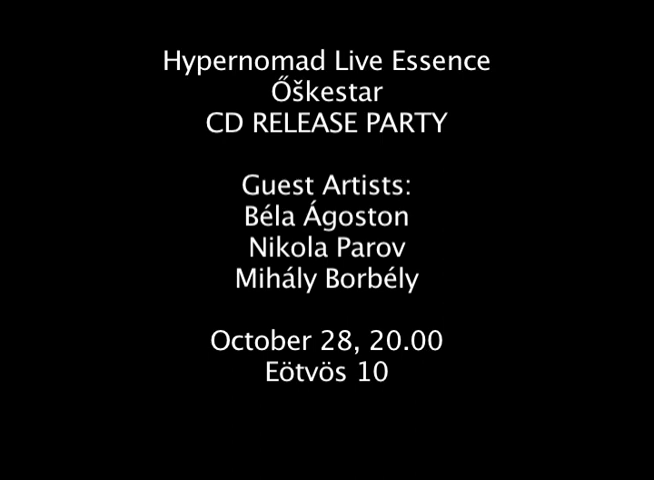 Hypernomad Live Essence
Őškestar
CD RELEASE PARTY
Guest Artists:
Béla Ágoston
Nikola Parov
Mihály Borbély
October 28, 20.00
Eötvös 10